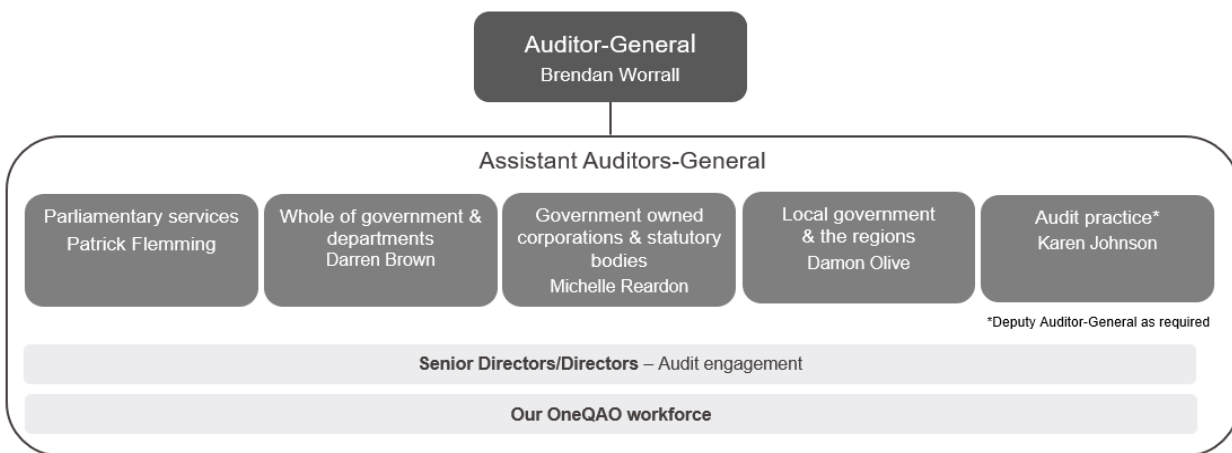 Auditor-General
Brendan Worrall
Assistant Auditors-General
Parliamentary services
Patrick Flemming
Whole of government &
departments
Darren Brown
Government owned
corporations & statutory
bodies
Michelle Reardon
Local government
& the regions
Damon Olive
Audit practice*
Karen Johnson
*Deputy Auditor-General as required
Senior Directors/Directors – Audit engagement
Our OneQAO workforce